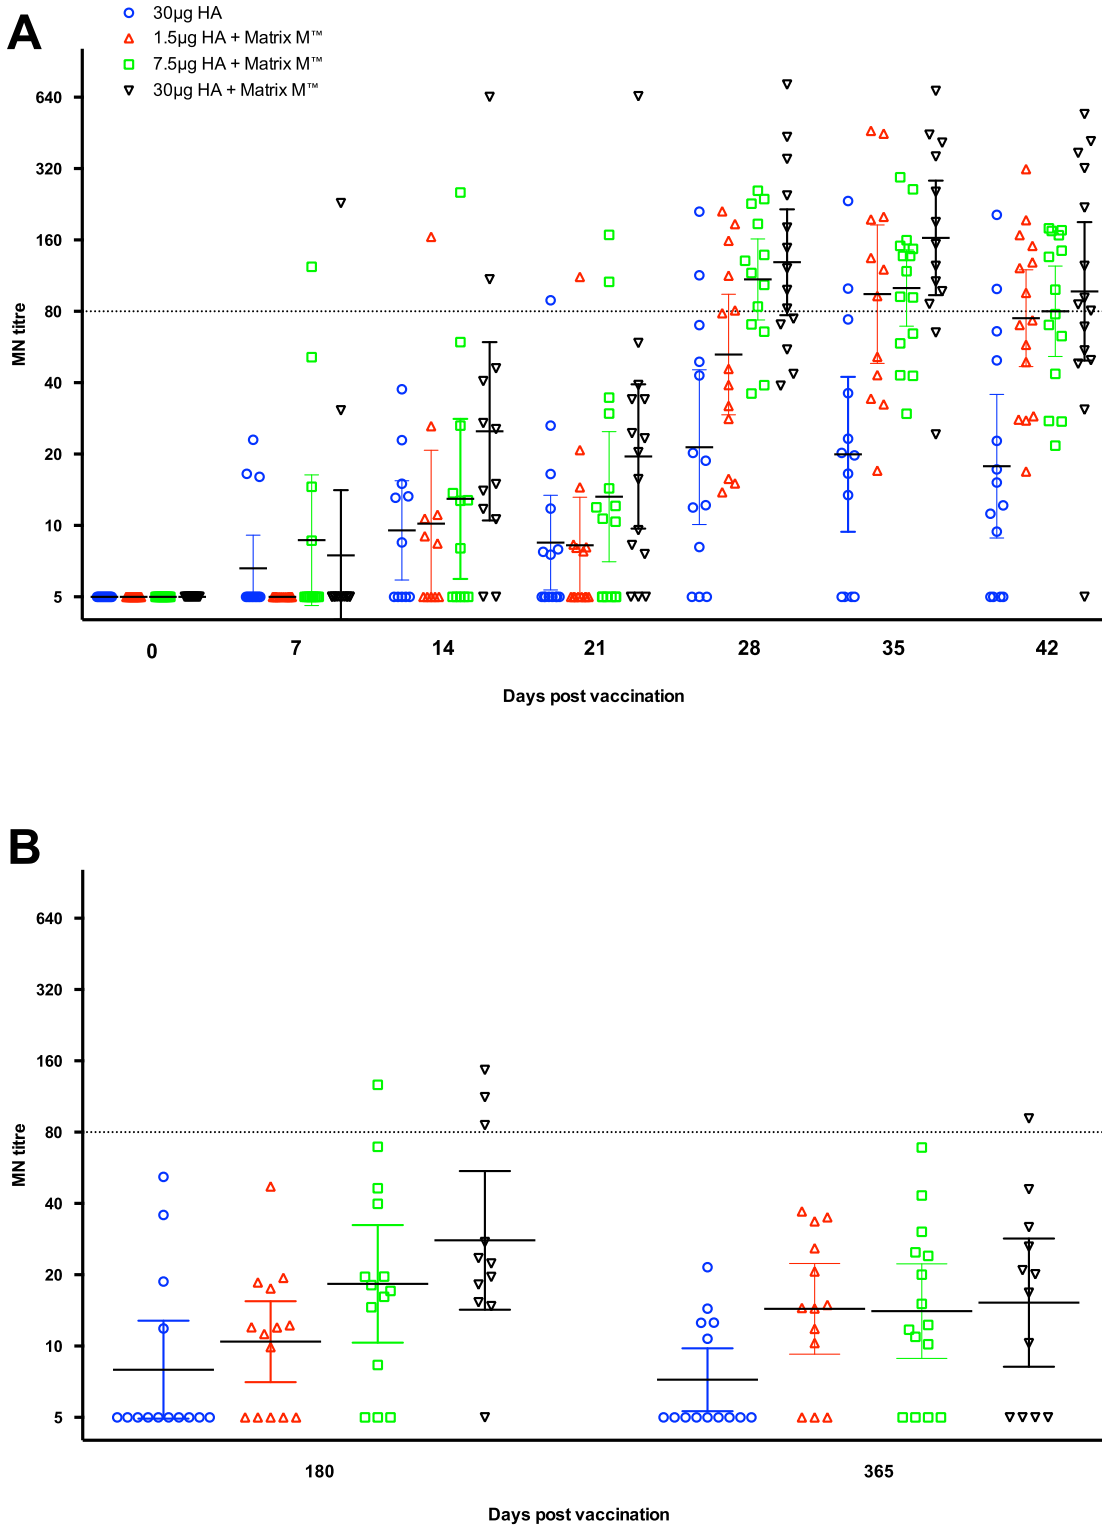 A
30µg HA
1.5µg HA + Matrix M™
7.5µg HA + Matrix M™
30µg HA + Matrix M™
640
320
160
80
40
20
10
5
MN titre
0 7 14 21 28 35 42
Days post vaccination
B
640
320
160
80
40
20
10
5
MN titre
180 365
Days post vaccination